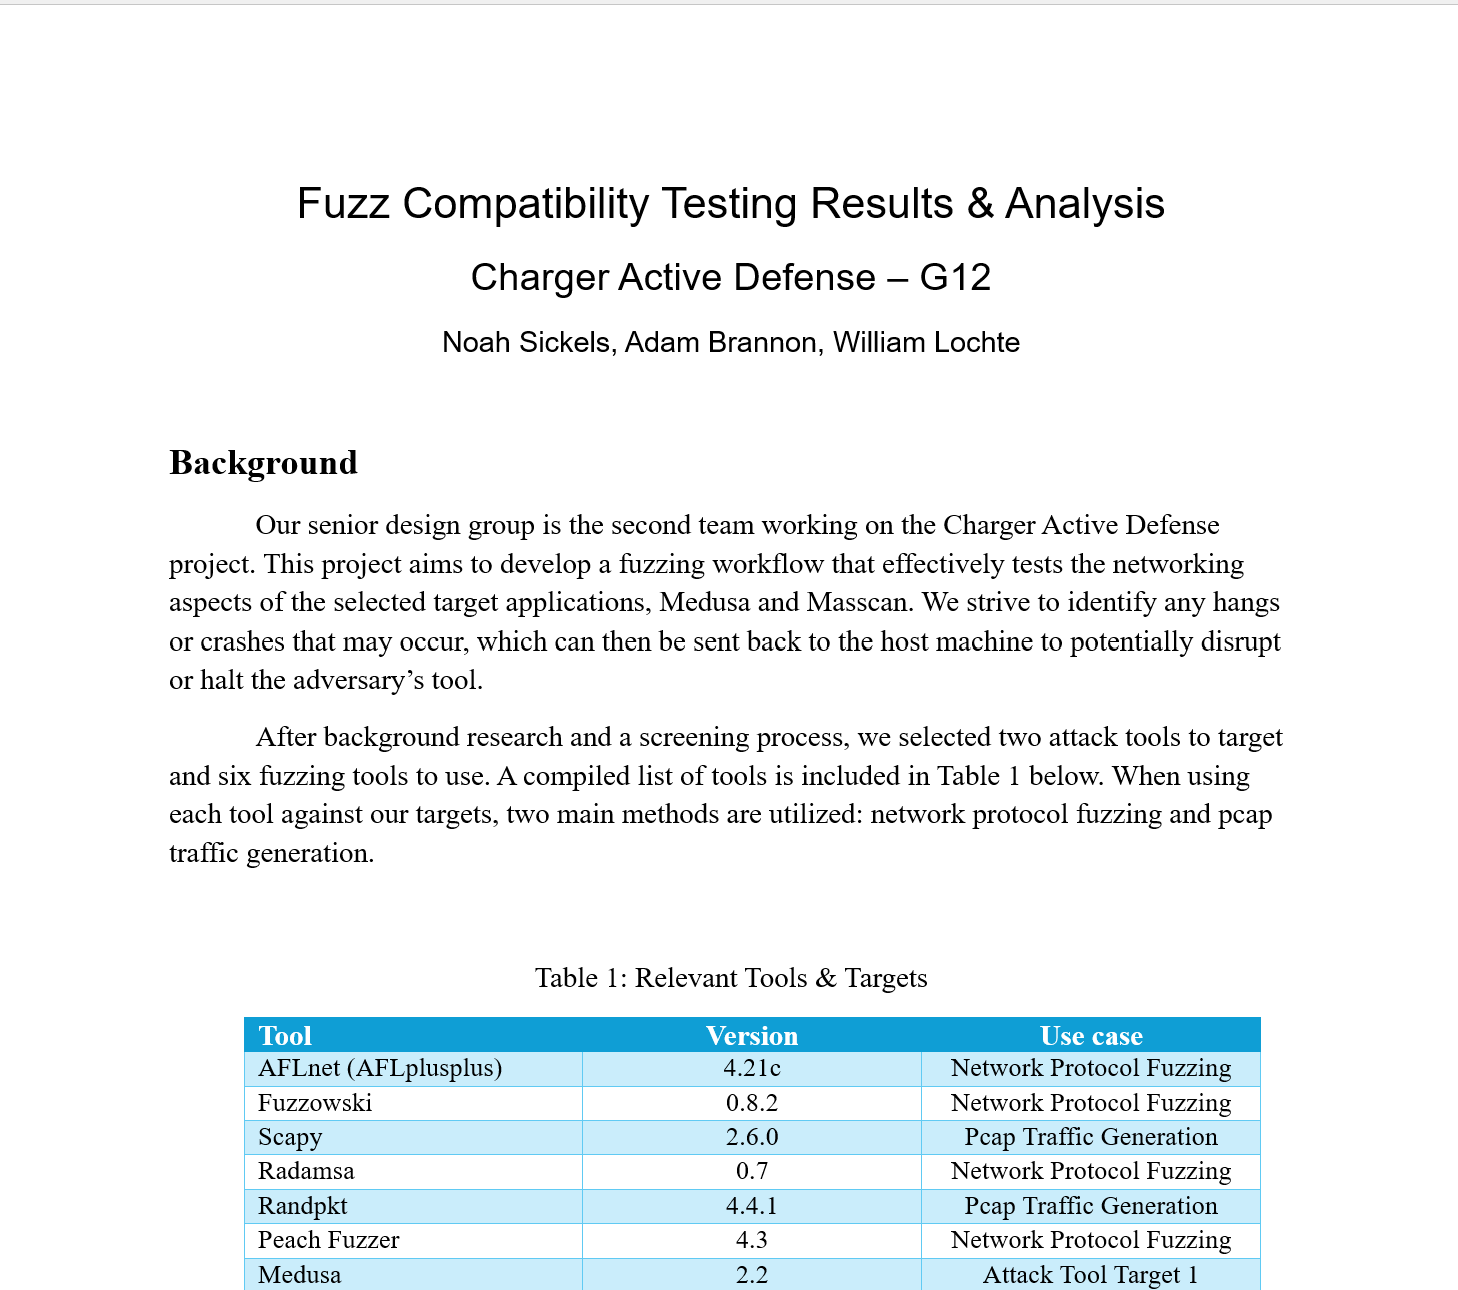 Fuzz Compatibility Testing Results & Analysis
Charger Active Defense – G12
Noah Sickels, Adam Brannon, William Lochte
Background
Our senior design group is the second team working on the Charger Active Defense
project. This project aims to develop a fuzzing workflow that effectively tests the networking
aspects of the selected target applications, Medusa and Masscan. We strive to identify any hangs
or crashes that may occur, which can then be sent back to the host machine to potentially disrupt
or halt the adversary’s tool.
After background research and a screening process, we selected two attack tools to target
and six fuzzing tools to use. A compiled list of tools is included in Table 1 below. When using
each tool against our targets, two main methods are utilized: network protocol fuzzing and pcap
traffic generation.
Table 1: Relevant Tools & Targets
Tool Version Use case
AFLnet (AFLplusplus) 4.21c Network Protocol Fuzzing
Fuzzowski 0.8.2 Network Protocol Fuzzing
Scapy 2.6.0 Pcap Traffic Generation
Radamsa 0.7 Network Protocol Fuzzing
Randpkt 4.4.1 Pcap Traffic Generation
Peach Fuzzer 4.3 Network Protocol Fuzzing
Medusa 2.2 Attack Tool Target 1